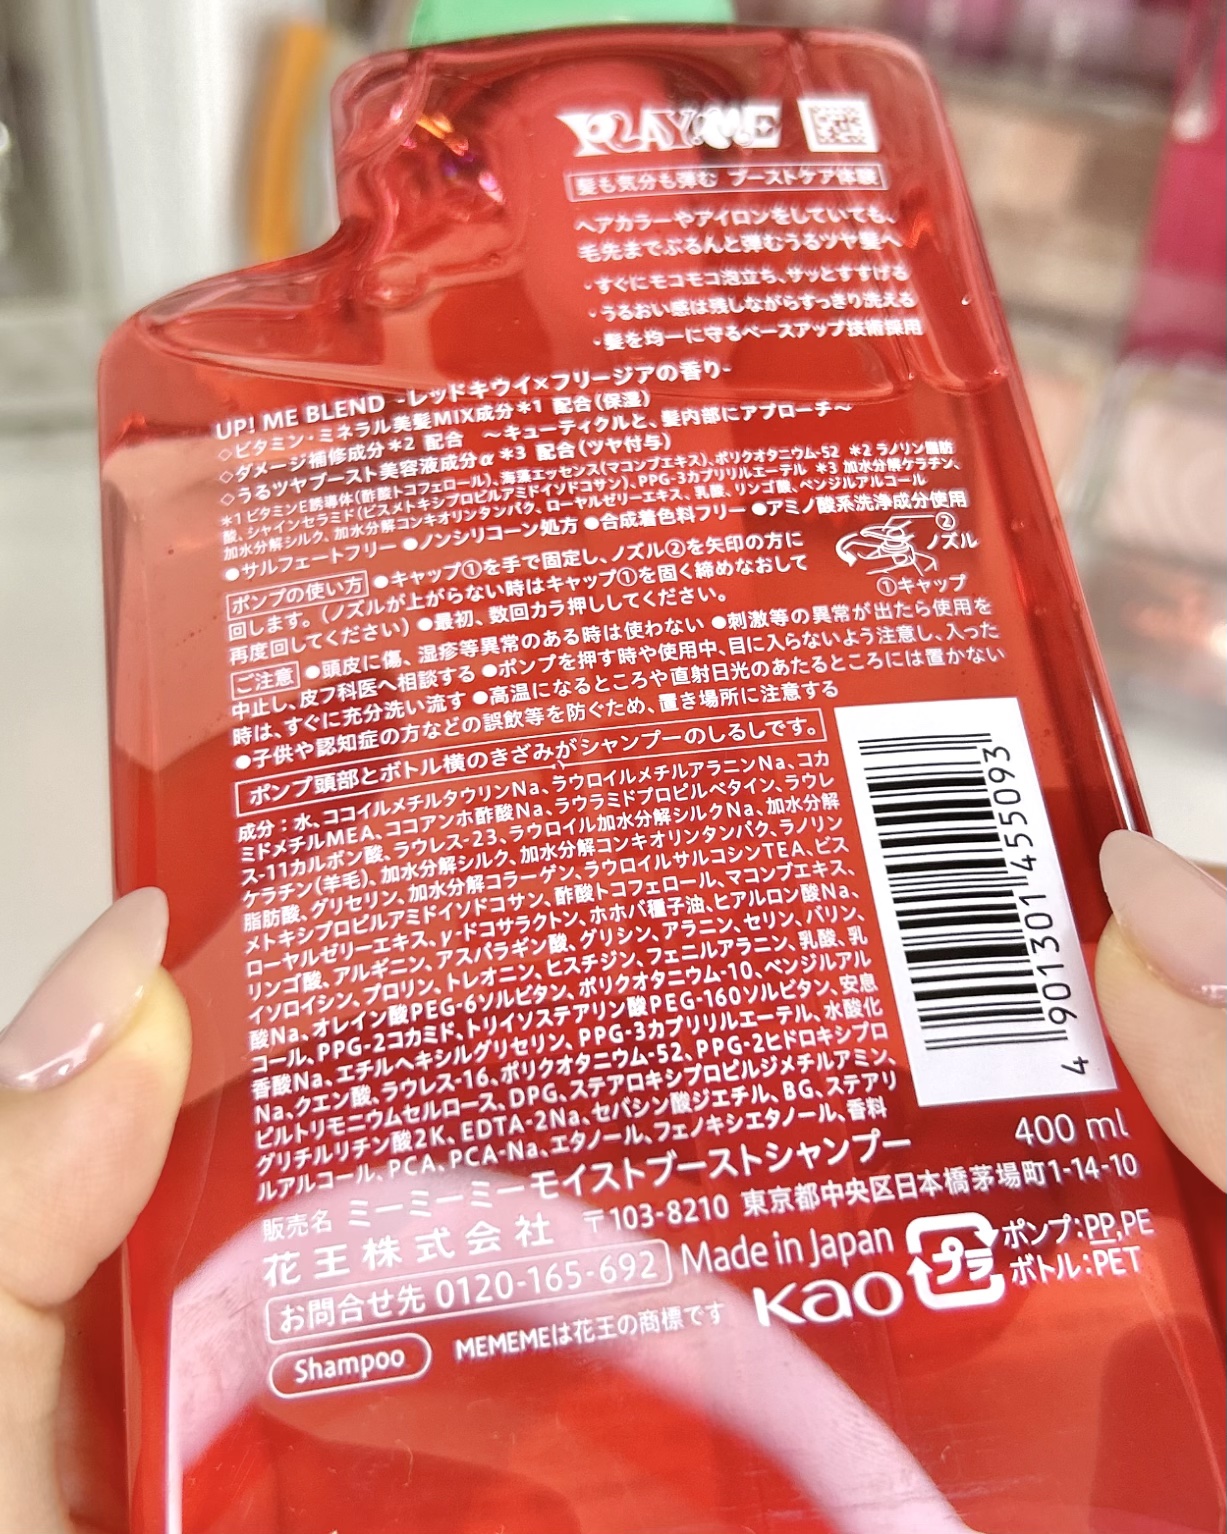 PLAY ME
髪も気分も弾む ブーストケア体験
ヘアカラーやアイロンをしていても、
毛先までぷるんと弾むうるツヤ髪へ
・すぐにモコモコ泡立ち、サッとすすげる
・うるおい感は残しながらすっきり洗える
・髪を均一に守るベースアップ技術採用
UP! ME BLEND -レッドキウイ×フリージアの香り-
◇ビタミン・ミネラル美髪MIX成分*1 配合(保湿)
◇ダメージ補修成分*2 配合 ～キューティクルと、髪内部にアプローチ～
◇うるツヤブースト美容液成分α*3 配合(ツヤ付与)
*1 ビタミンE誘導体(酢酸トコフェロール)、海藻エッセンス(マコンブエキス)、ポリクオタニウム-52 *2 ラノリン脂肪
酸、シャインセラミド(ビスメトキシプロピルアミドイソドコサン)、PPG-3カプリリルエーテル *3 加水分解ケラチン、
加水分解シルク、加水分解コンキオリンタンパク、ローヤルゼリーエキス、乳酸、リンゴ酸、ベンジルアルコール
●サルフェートフリー ●ノンシリコーン処方 ●合成着色料フリー ●アミノ酸系洗浄成分使用
ポンプの使い方 ●キャップ①を手で固定し、ノズル②を矢印の方に
回します。(ノズルが上がらない時はキャップ①を固く締めなおして
再度回してください) ●最初、数回カラ押ししてください。
②
ノズル
①キャップ
ご注意 ●頭皮に傷、湿疹等異常のある時は使わない ●刺激等の異常が出たら使用を
中止し、皮フ科医へ相談する ●ポンプを押す時や使用中、目に入らないよう注意し、入った
時は、すぐに充分洗い流す ●高温になるところや直射日光のあたるところには置かない
●子供や認知症の方などの誤飲等を防ぐため、置き場所に注意する
ポンプ頭部とボトル横のきざみがシャンプーのしるしです。
成分：水、ココイルメチルタウリンNa、ラウロイルメチルアラニンNa、コカ
ミドメチルMEA、ココアンホ酢酸Na、ラウラミドプロピルベタイン、ラウレ
ス-11カルボン酸、ラウレス-23、ラウロイル加水分解シルクNa、加水分解
ケラチン(羊毛)、加水分解シルク、加水分解コンキオリンタンパク、ラノリン
脂肪酸、グリセリン、加水分解コラーゲン、ラウロイルサルコシンTEA、ビス
メトキシプロピルアミドイソドコサン、酢酸トコフェロール、マコンブエキス、
ローヤルゼリーエキス、γ-ドコサラクトン、ホホバ種子油、ヒアルロン酸Na、
リンゴ酸、アルギニン、アスパラギン酸、グリシン、アラニン、セリン、バリン、
イソロイシン、プロリン、トレオニン、ヒスチジン、フェニルアラニン、乳酸、乳
酸Na、オレイン酸PEG-6ソルビタン、ポリクオタニウム-10、ベンジルアル
コール、PPG-2コカミド、トリイソステアリン酸PEG-160ソルビタン、安息
香酸Na、エチルヘキシルグリセリン、PPG-3カプリリルエーテル、水酸化
Na、クエン酸、ラウレス-16、ポリクオタニウム-52、PPG-2ヒドロキシプロ
ピルトリモニウムセルロース、DPG、ステアロキシプロピルジメチルアミン、
グリチルリチン酸2K、EDTA-2Na、セバシン酸ジエチル、BG、ステアリ
ルアルコール、PCA、PCA-Na、エタノール、フェノキシエタノール、香料
4 901301 455093
400 ml
販売名 ミーミーミー モイストブーストシャンプー
花王株式会社 〒103-8210 東京都中央区日本橋茅場町1-14-10
お問合せ先 0120-165-692 Made in Japan プラ ポンプ：PP,PE
ボトル：PET
Shampoo MEMEMEは花王の商標です Kao